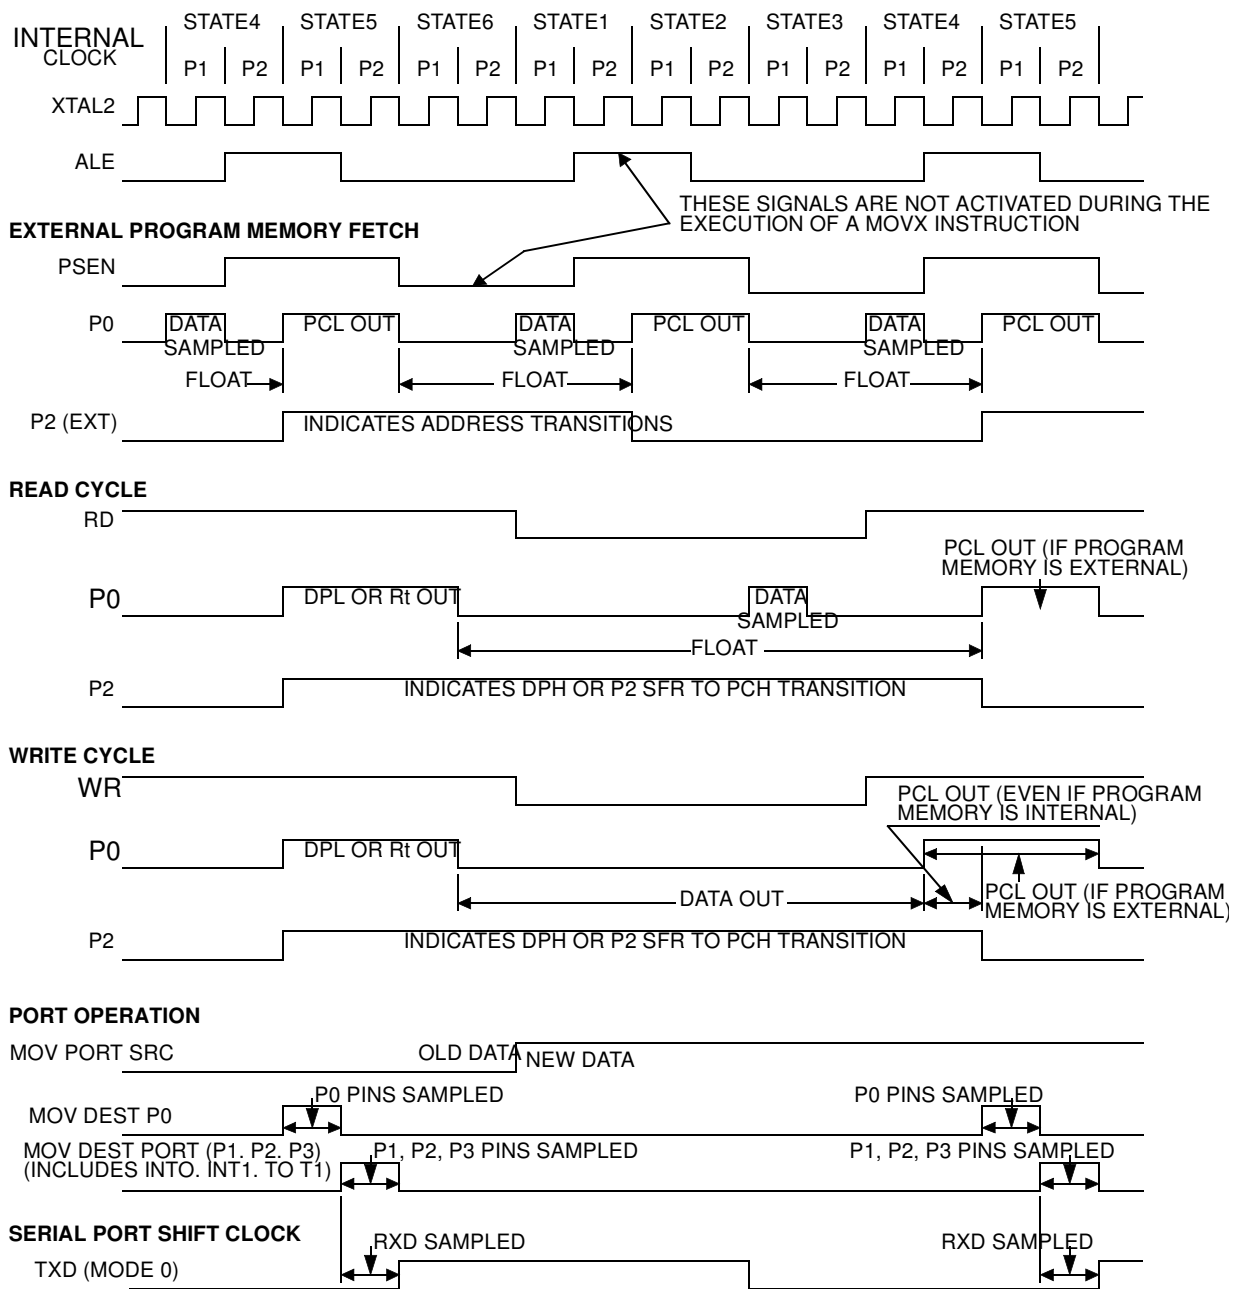 STATE4 STATE5 STATE6 STATE1 STATE2 STATE3 STATE4 STATE5
INTERNAL
CLOCK
P1 P2 P1 P2 P1 P2 P1 P2 P1 P2 P1 P2 P1 P2 P1 P2
XTAL2
ALE
THESE SIGNALS ARE NOT ACTIVATED DURING THE
EXECUTION OF A MOVX INSTRUCTION
EXTERNAL PROGRAM MEMORY FETCH
PSEN
P0 DATA PCL OUT DATA PCL OUT DATA PCL OUT
SAMPLED SAMPLED SAMPLED
FLOAT FLOAT FLOAT
P2 (EXT) INDICATES ADDRESS TRANSITIONS
READ CYCLE
RD
PCL OUT (IF PROGRAM
MEMORY IS EXTERNAL)
P0 DPL OR Rt OUT DATA
SAMPLED
FLOAT
P2 INDICATES DPH OR P2 SFR TO PCH TRANSITION
WRITE CYCLE
WR
PCL OUT (EVEN IF PROGRAM
MEMORY IS INTERNAL)
P0 DPL OR Rt OUT
DATA OUT
PCL OUT (IF PROGRAM
MEMORY IS EXTERNAL)
P2 INDICATES DPH OR P2 SFR TO PCH TRANSITION
PORT OPERATION
MOV PORT SRC OLD DATA NEW DATA
P0 PINS SAMPLED P0 PINS SAMPLED
MOV DEST P0
MOV DEST PORT (P1. P2. P3) P1, P2, P3 PINS SAMPLED P1, P2, P3 PINS SAMPLED
(INCLUDES INTO. INT1. TO T1)
SERIAL PORT SHIFT CLOCK
RXD SAMPLED RXD SAMPLED
TXD (MODE 0)